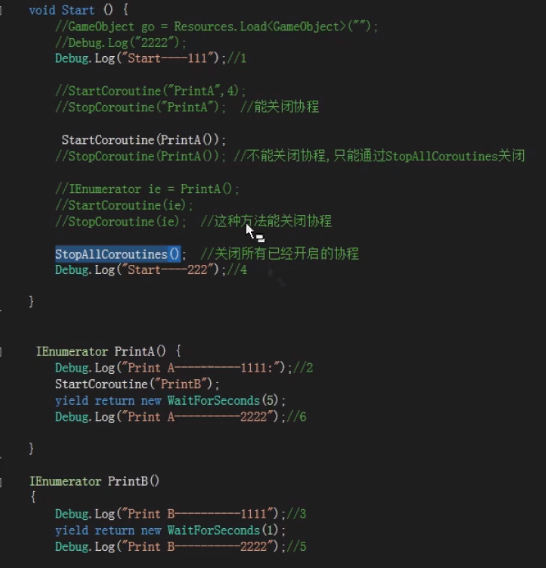 void Start () {
//GameObject go = Resources.Load<GameObject>("");
//Debug.Log("2222");
Debug.Log("Start----111");//1
//StartCoroutine("PrintA",4);
//StopCoroutine("PrintA"); //能关闭协程
StartCoroutine(PrintA());
//StopCoroutine(PrintA()); //不能关闭协程,只能通过StopAllCoroutines关闭
//IEnumerator ie = PrintA();
//StartCoroutine(ie);
//StopCoroutine(ie); //这种方法能关闭协程
StopAllCoroutines(); //关闭所有已经开启的协程
Debug.Log("Start----222");//4
}
IEnumerator PrintA() {
Debug.Log("Print A----------1111:");//2
StartCoroutine("PrintB");
yield return new WaitForSeconds(5);
Debug.Log("Print A----------2222");//6
}
IEnumerator PrintB()
{
Debug.Log("Print B----------1111");//3
yield return new WaitForSeconds(1);
Debug.Log("Print B----------2222");//5